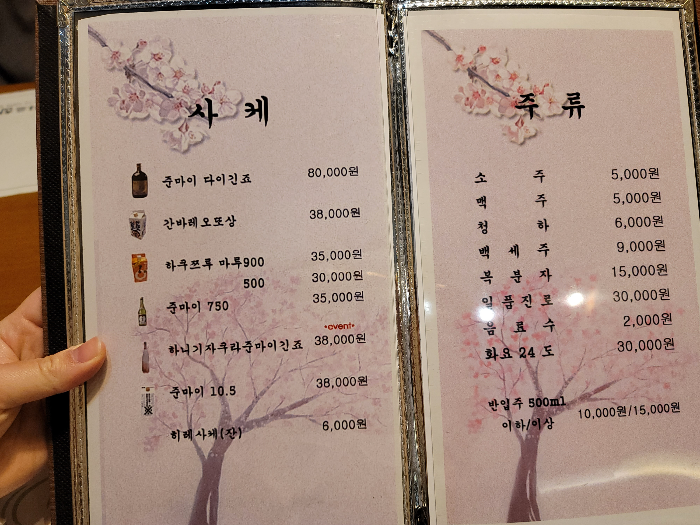 사 케
준마이 다이긴죠 80,000원
간바레오또상 38,000원
하쿠쯔루 마루900 35,000원
500 30,000원
준마이 750 35,000원
•event•
하니기자쿠라준마이긴죠 38,000원
준마이 10.5 38,000원
히레사케(잔) 6,000원
주 류
소 주 5,000원
맥 주 5,000원
청 하 6,000원
백 세 주 9,000원
복 분 자 15,000원
일 품 진 로 30,000원
음 료 수 2,000원
화요 24 도 30,000원
반입주 500ml 10,000원/15,000원
이하/이상